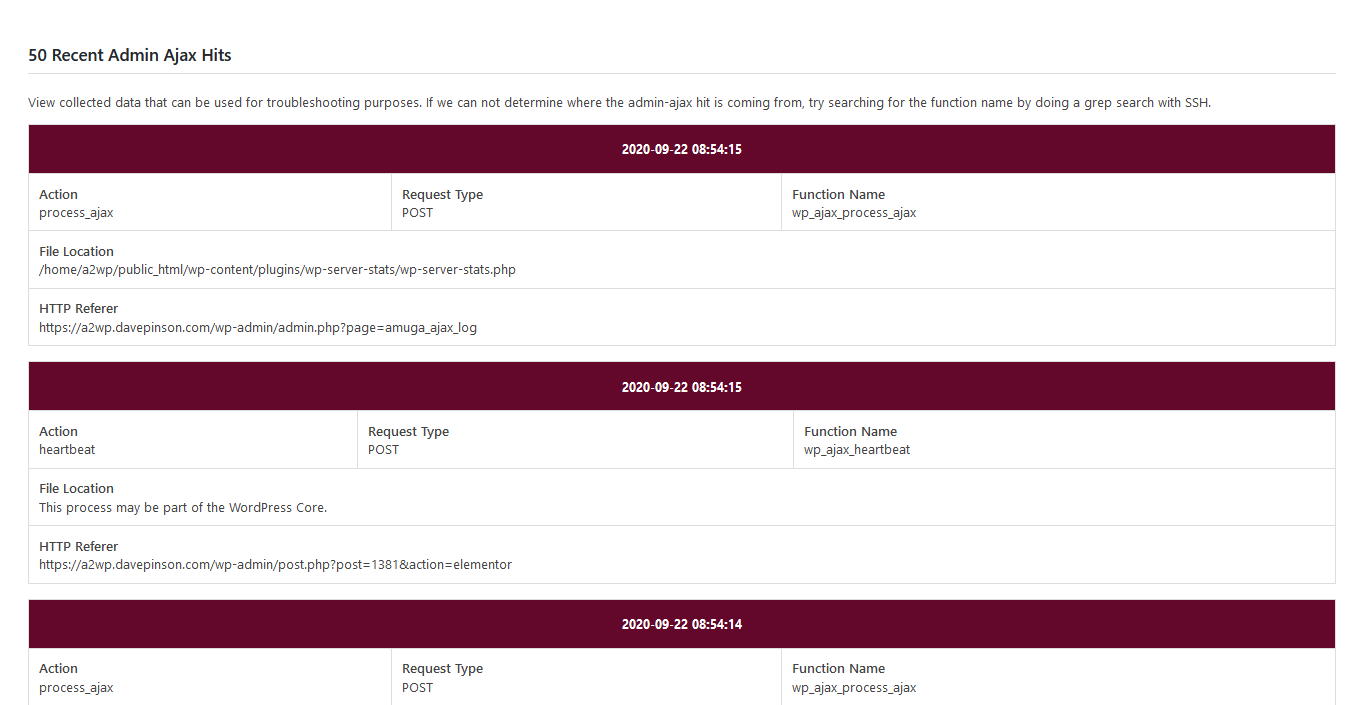 50 Recent Admin Ajax Hits
View collected data that can be used for troubleshooting purposes. If we can not determine where the admin-ajax hit is coming from, try searching for the function name by doing a grep search with SSH.
2020-09-22 08:54:15
Action Request Type Function Name
process_ajax POST wp_ajax_process_ajax
File Location
/home/a2wp/public_html/wp-content/plugins/wp-server-stats/wp-server-stats.php
HTTP Referer
https://a2wp.davepinson.com/wp-admin/admin.php?page=amuga_ajax_log
2020-09-22 08:54:15
Action Request Type Function Name
heartbeat POST wp_ajax_heartbeat
File Location
This process may be part of the WordPress Core.
HTTP Referer
https://a2wp.davepinson.com/wp-admin/post.php?post=1381&action=elementor
2020-09-22 08:54:14
Action Request Type Function Name
process_ajax POST wp_ajax_process_ajax